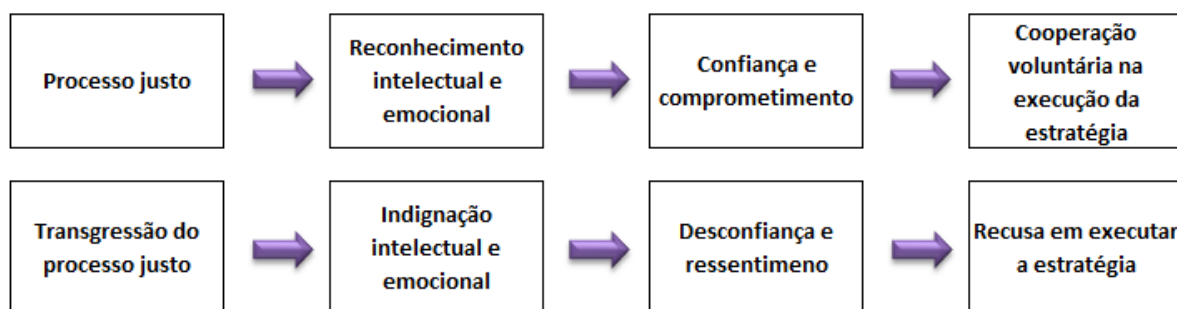 Processo justo
Reconhecimento
intelectual e
emocional
Confiança e
comprometimento
Cooperação
voluntária na
execução da
estratégia
Transgressão do
processo justo
Indignação
intelectual e
emocional
Desconfiança e
ressentimeno
Recusa em executar
a estratégia